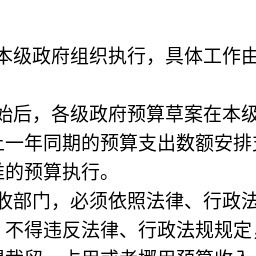 本级政府组织执行，具体工作由
始后，各级政府预算草案在本级
上一年同期的预算支出数额安排支
准的预算执行。
收部门，必须依照法律、行政法
不得违反法律、行政法规规定，